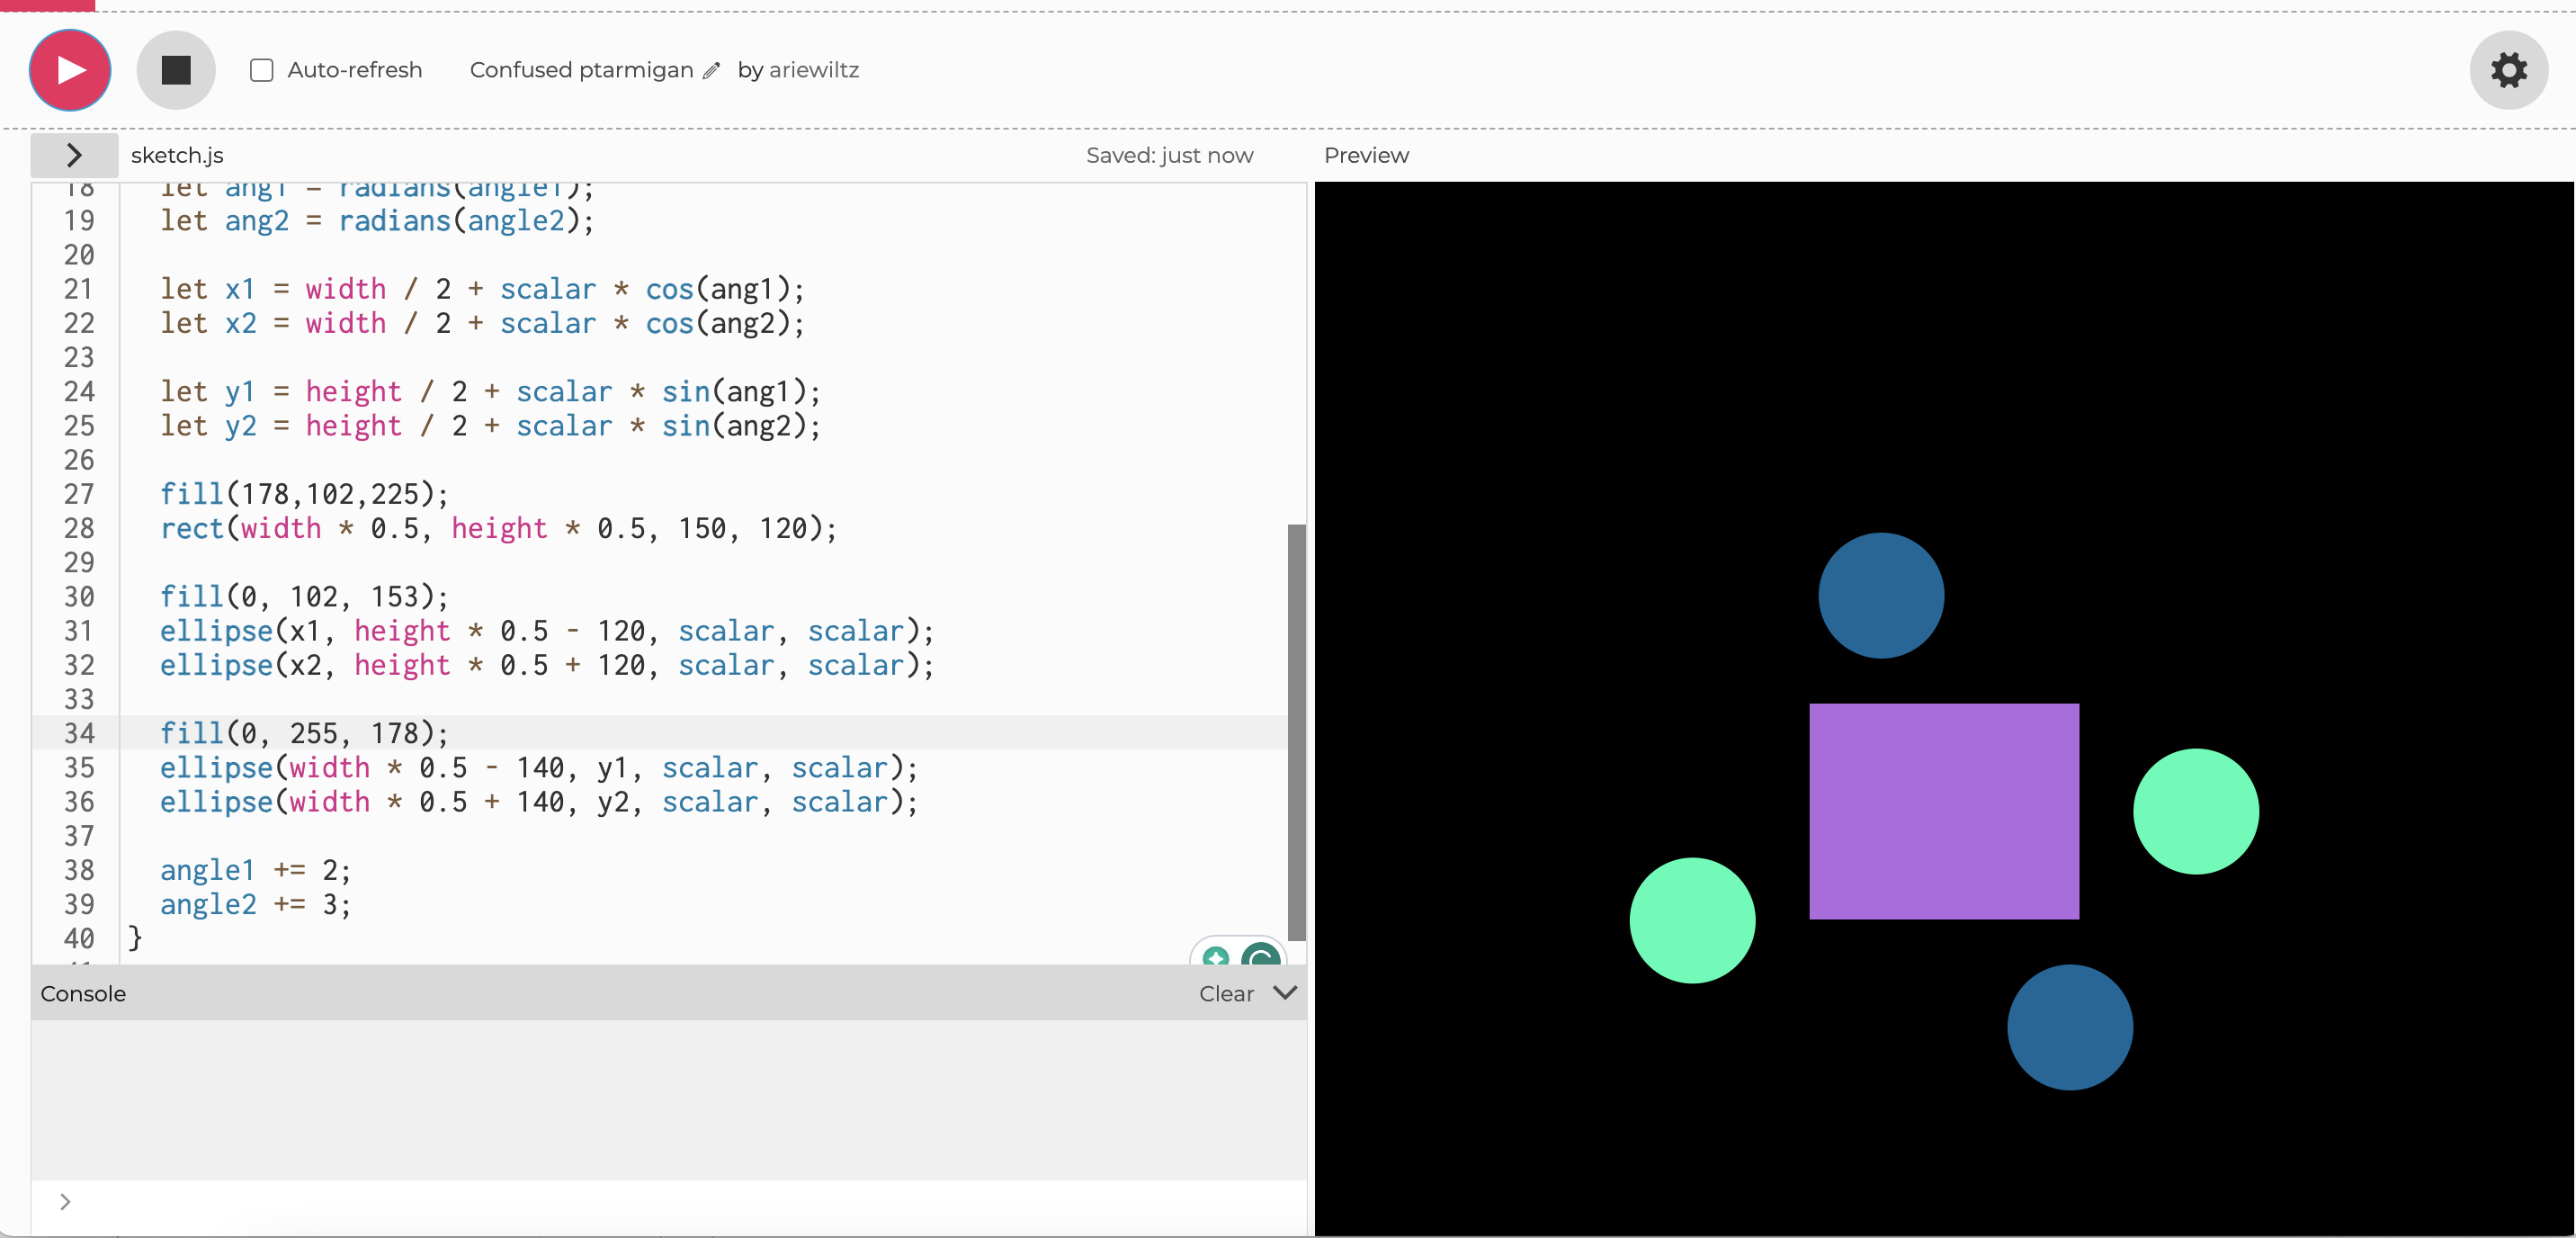 Auto-refresh Confused ptarmigan by ariewiltz
sketch.js Saved: just now Preview
18 let ang1 = radians(angle1);
19 let ang2 = radians(angle2);
20
21 let x1 = width / 2 + scalar * cos(ang1);
22 let x2 = width / 2 + scalar * cos(ang2);
23
24 let y1 = height / 2 + scalar * sin(ang1);
25 let y2 = height / 2 + scalar * sin(ang2);
26
27 fill(178,102,225);
28 rect(width * 0.5, height * 0.5, 150, 120);
29
30 fill(0, 102, 153);
31 ellipse(x1, height * 0.5 - 120, scalar, scalar);
32 ellipse(x2, height * 0.5 + 120, scalar, scalar);
33
34 fill(0, 255, 178);
35 ellipse(width * 0.5 - 140, y1, scalar, scalar);
36 ellipse(width * 0.5 + 140, y2, scalar, scalar);
37
38 angle1 += 2;
39 angle2 += 3;
40 }
Console Clear